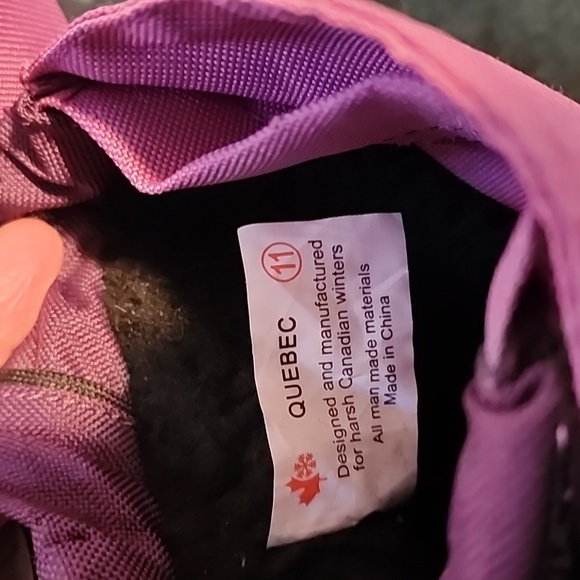 QUEBEC 11
Designed and manufactured
for harsh Canadian winters
All man made materials
Made in China